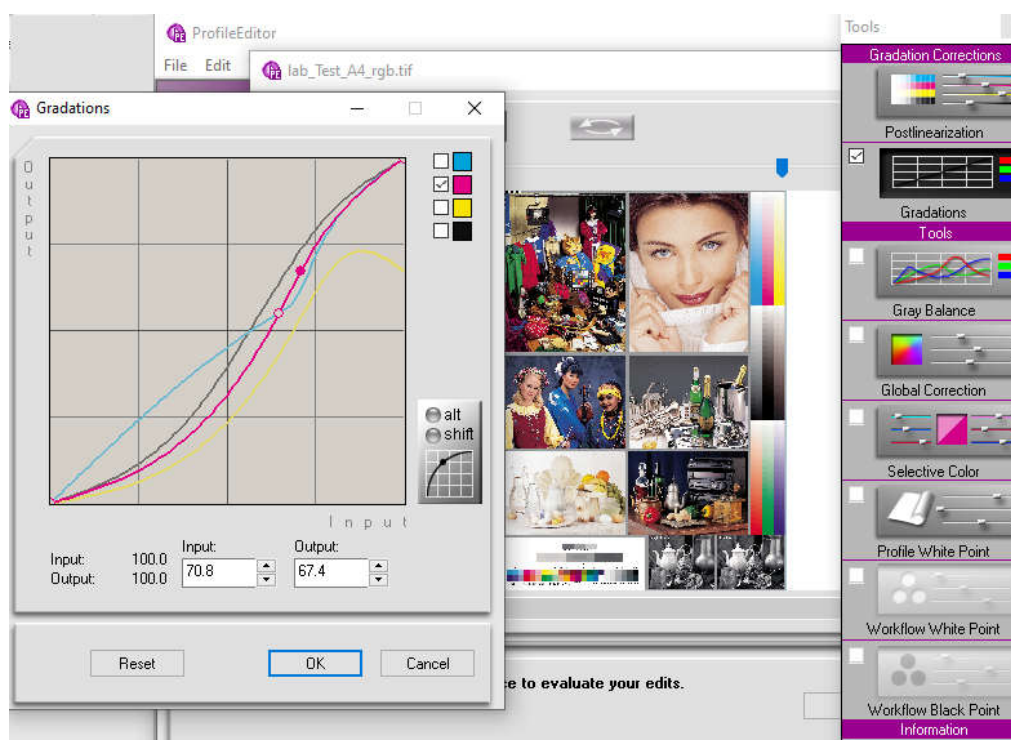 ProfileEditor
File Edit
lab_Test_A4_rgb.tif
Gradations
Output
alt
shift
Input
Input: 100.0
Output: 100.0
Input:
70.8
Output:
67.4
Reset
OK
Cancel
ce to evaluate your edits.
Tools
Gradation Corrections
Postlinearization
Gradations
Tools
Gray Balance
Global Correction
Selective Color
Profile White Point
Workflow White Point
Workflow Black Point
Information